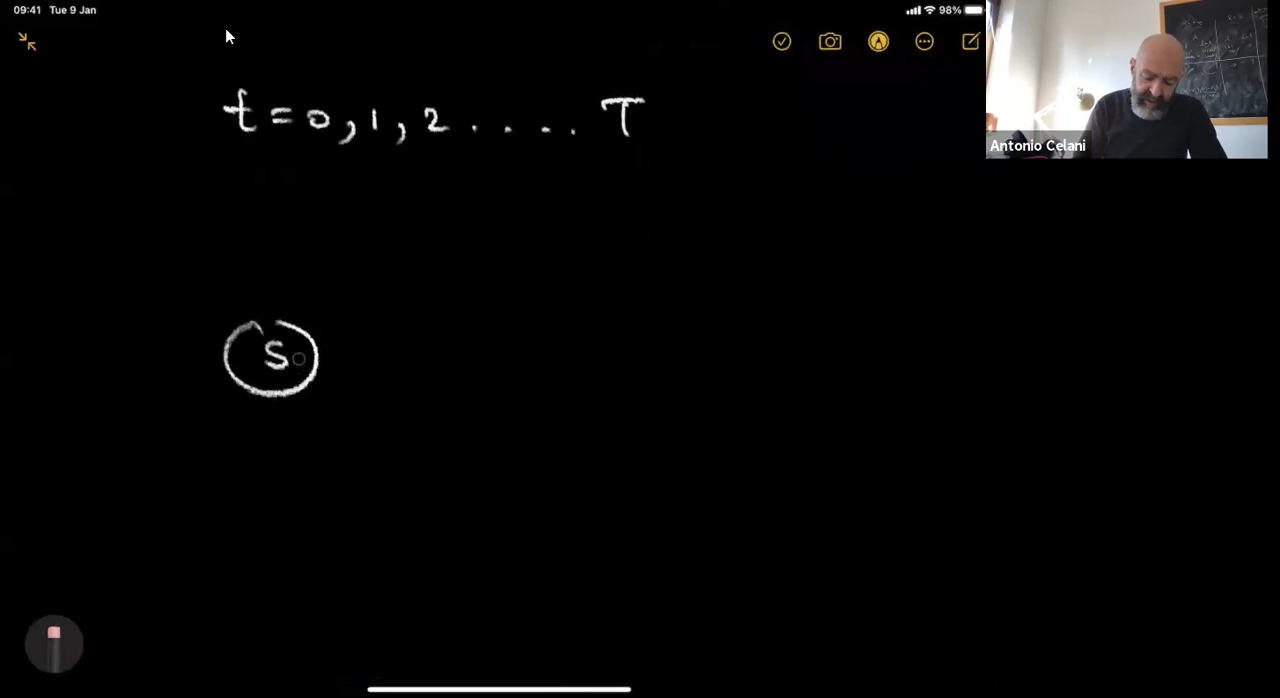 09:41 Tue 9 Jan
98%
t = 0, 1, 2 . . . . T
Antonio Celani
S